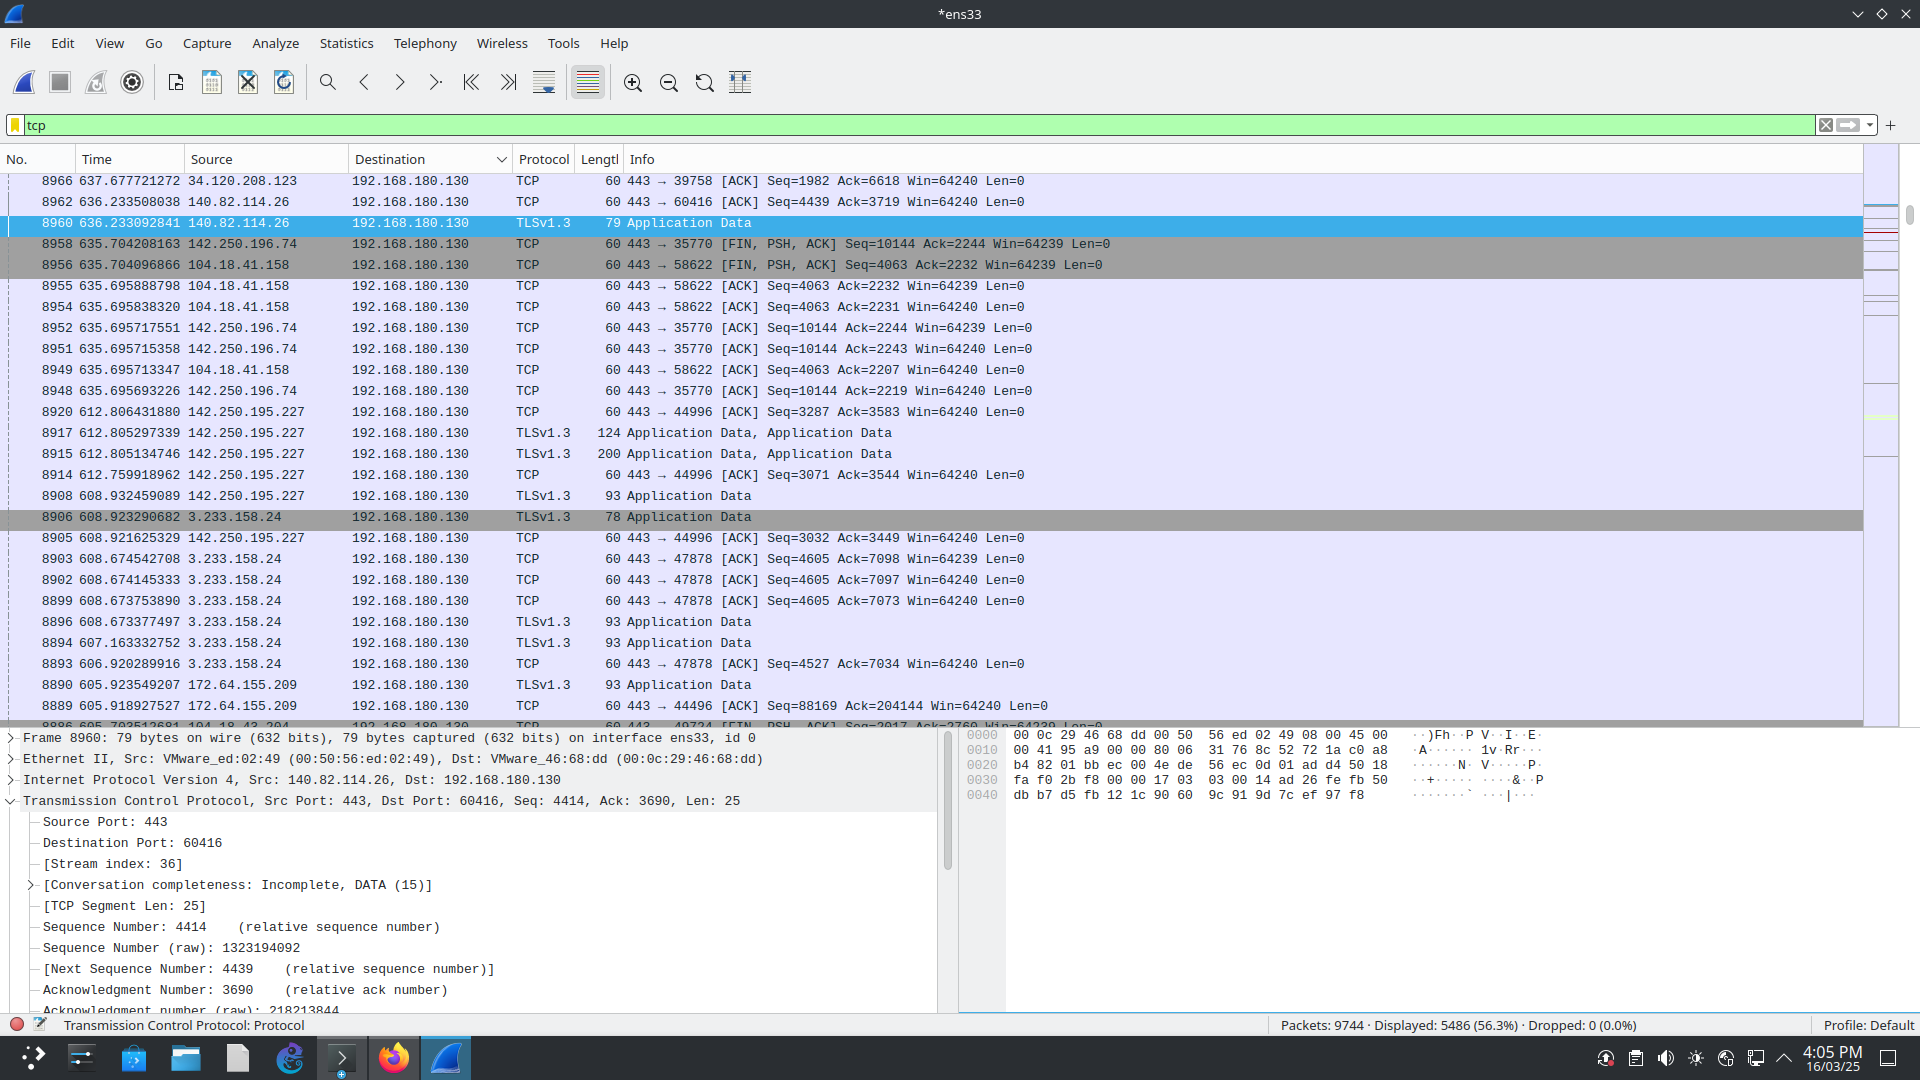 *ens33
File Edit View Go Capture Analyze Statistics Telephony Wireless Tools Help
tcp
No. Time Source Destination Protocol Lengtl Info
8966 637.677721272 34.120.208.123 192.168.180.130 TCP 60 443 → 39758 [ACK] Seq=1982 Ack=6618 Win=64240 Len=0
8962 636.233508038 140.82.114.26 192.168.180.130 TCP 60 443 → 60416 [ACK] Seq=4439 Ack=3719 Win=64240 Len=0
8960 636.233092841 140.82.114.26 192.168.180.130 TLSv1.3 79 Application Data
8958 635.704208163 142.250.196.74 192.168.180.130 TCP 60 443 → 35770 [FIN, PSH, ACK] Seq=10144 Ack=2244 Win=64239 Len=0
8956 635.704096866 104.18.41.158 192.168.180.130 TCP 60 443 → 58622 [FIN, PSH, ACK] Seq=4063 Ack=2232 Win=64239 Len=0
8955 635.695888798 104.18.41.158 192.168.180.130 TCP 60 443 → 58622 [ACK] Seq=4063 Ack=2232 Win=64239 Len=0
8954 635.695838320 104.18.41.158 192.168.180.130 TCP 60 443 → 58622 [ACK] Seq=4063 Ack=2231 Win=64240 Len=0
8952 635.695717551 142.250.196.74 192.168.180.130 TCP 60 443 → 35770 [ACK] Seq=10144 Ack=2244 Win=64239 Len=0
8951 635.695715358 142.250.196.74 192.168.180.130 TCP 60 443 → 35770 [ACK] Seq=10144 Ack=2243 Win=64240 Len=0
8949 635.695713347 104.18.41.158 192.168.180.130 TCP 60 443 → 58622 [ACK] Seq=4063 Ack=2207 Win=64240 Len=0
8948 635.695693226 142.250.196.74 192.168.180.130 TCP 60 443 → 35770 [ACK] Seq=10144 Ack=2219 Win=64240 Len=0
8920 612.806431880 142.250.195.227 192.168.180.130 TCP 60 443 → 44996 [ACK] Seq=3287 Ack=3583 Win=64240 Len=0
8917 612.805297339 142.250.195.227 192.168.180.130 TLSv1.3 124 Application Data, Application Data
8915 612.805134746 142.250.195.227 192.168.180.130 TLSv1.3 200 Application Data, Application Data
8914 612.759918962 142.250.195.227 192.168.180.130 TCP 60 443 → 44996 [ACK] Seq=3071 Ack=3544 Win=64240 Len=0
8908 608.932459089 142.250.195.227 192.168.180.130 TLSv1.3 93 Application Data
8906 608.923290682 3.233.158.24 192.168.180.130 TLSv1.3 78 Application Data
8905 608.921625329 142.250.195.227 192.168.180.130 TCP 60 443 → 44996 [ACK] Seq=3032 Ack=3449 Win=64240 Len=0
8903 608.674542708 3.233.158.24 192.168.180.130 TCP 60 443 → 47878 [ACK] Seq=4605 Ack=7098 Win=64239 Len=0
8902 608.674145333 3.233.158.24 192.168.180.130 TCP 60 443 → 47878 [ACK] Seq=4605 Ack=7097 Win=64240 Len=0
8899 608.673753890 3.233.158.24 192.168.180.130 TCP 60 443 → 47878 [ACK] Seq=4605 Ack=7073 Win=64240 Len=0
8896 608.673377497 3.233.158.24 192.168.180.130 TLSv1.3 93 Application Data
8894 607.163332752 3.233.158.24 192.168.180.130 TLSv1.3 93 Application Data
8893 606.920289916 3.233.158.24 192.168.180.130 TCP 60 443 → 47878 [ACK] Seq=4527 Ack=7034 Win=64240 Len=0
8890 605.923549207 172.64.155.209 192.168.180.130 TLSv1.3 93 Application Data
8889 605.918927527 172.64.155.209 192.168.180.130 TCP 60 443 → 44496 [ACK] Seq=88169 Ack=204144 Win=64240 Len=0
8886 605.703512681 104.18.43.204 192.168.180.130 TCP 60 443 → 49724 [FIN, PSH, ACK] Seq=2017 Ack=2760 Win=64239 Len=0
Frame 8960: 79 bytes on wire (632 bits), 79 bytes captured (632 bits) on interface ens33, id 0
Ethernet II, Src: VMware_ed:02:49 (00:50:56:ed:02:49), Dst: VMware_46:68:dd (00:0c:29:46:68:dd)
Internet Protocol Version 4, Src: 140.82.114.26, Dst: 192.168.180.130
Transmission Control Protocol, Src Port: 443, Dst Port: 60416, Seq: 4414, Ack: 3690, Len: 25
Source Port: 443
Destination Port: 60416
[Stream index: 36]
[Conversation completeness: Incomplete, DATA (15)]
[TCP Segment Len: 25]
Sequence Number: 4414 (relative sequence number)
Sequence Number (raw): 1323194092
[Next Sequence Number: 4439 (relative sequence number)]
Acknowledgment Number: 3690 (relative ack number)
Acknowledgment number (raw): 218213844
0000 00 0c 29 46 68 dd 00 50 56 ed 02 49 08 00 45 00 ··)Fh··P V··I··E·
0010 00 41 95 a9 00 00 80 06 31 76 8c 52 72 1a c0 a8 ·A······ 1v·Rr···
0020 b4 82 01 bb ec 00 4e de 56 ec 0d 01 ad d4 50 18 ······N· V·····P·
0030 fa f0 2b f8 00 00 17 03 03 00 14 ad 26 fe fb 50 ··+····· ····&··P
0040 db b7 d5 fb 12 1c 90 60 9c 91 9d 7c ef 97 f8 ·······` ···|···
Transmission Control Protocol: Protocol
Packets: 9744 · Displayed: 5486 (56.3%) · Dropped: 0 (0.0%)
Profile: Default
4:05 PM
16/03/25